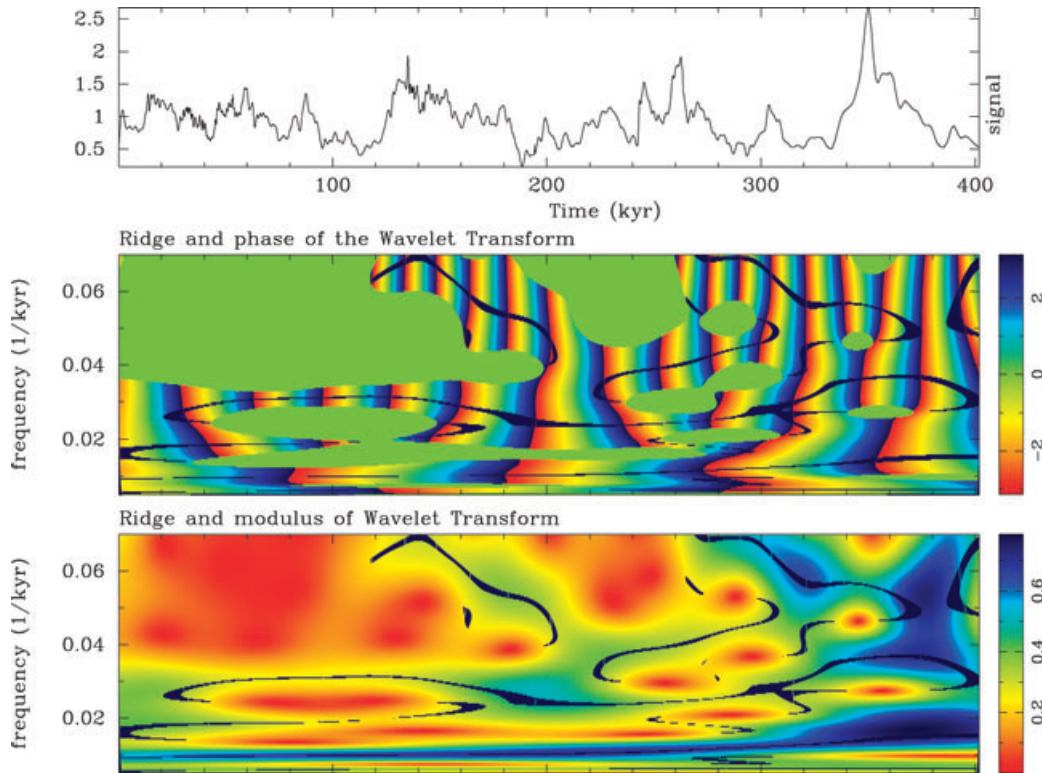 2.5
2
1.5
1
0.5
signal
100 200 300 400
Time (kyr)
Ridge and phase of the Wavelet Transform
frequency (1/kyr)
0.06
0.04
0.02
2
0
−2
Ridge and modulus of Wavelet Transform
frequency (1/kyr)
0.06
0.04
0.02
0.6
0.4
0.2